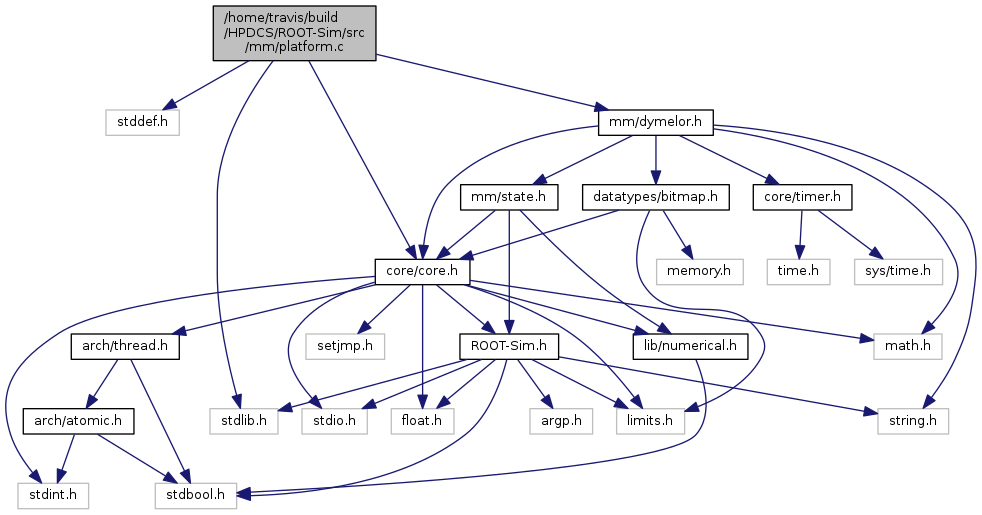 /home/travis/build
/HPDCS/ROOT-Sim/src
/mm/platform.c
stddef.h
mm/dymelor.h
mm/state.h
datatypes/bitmap.h
core/timer.h
core/core.h
memory.h
time.h
sys/time.h
arch/thread.h
setjmp.h
ROOT-Sim.h
lib/numerical.h
math.h
arch/atomic.h
stdlib.h
stdio.h
float.h
argp.h
limits.h
string.h
stdint.h
stdbool.h